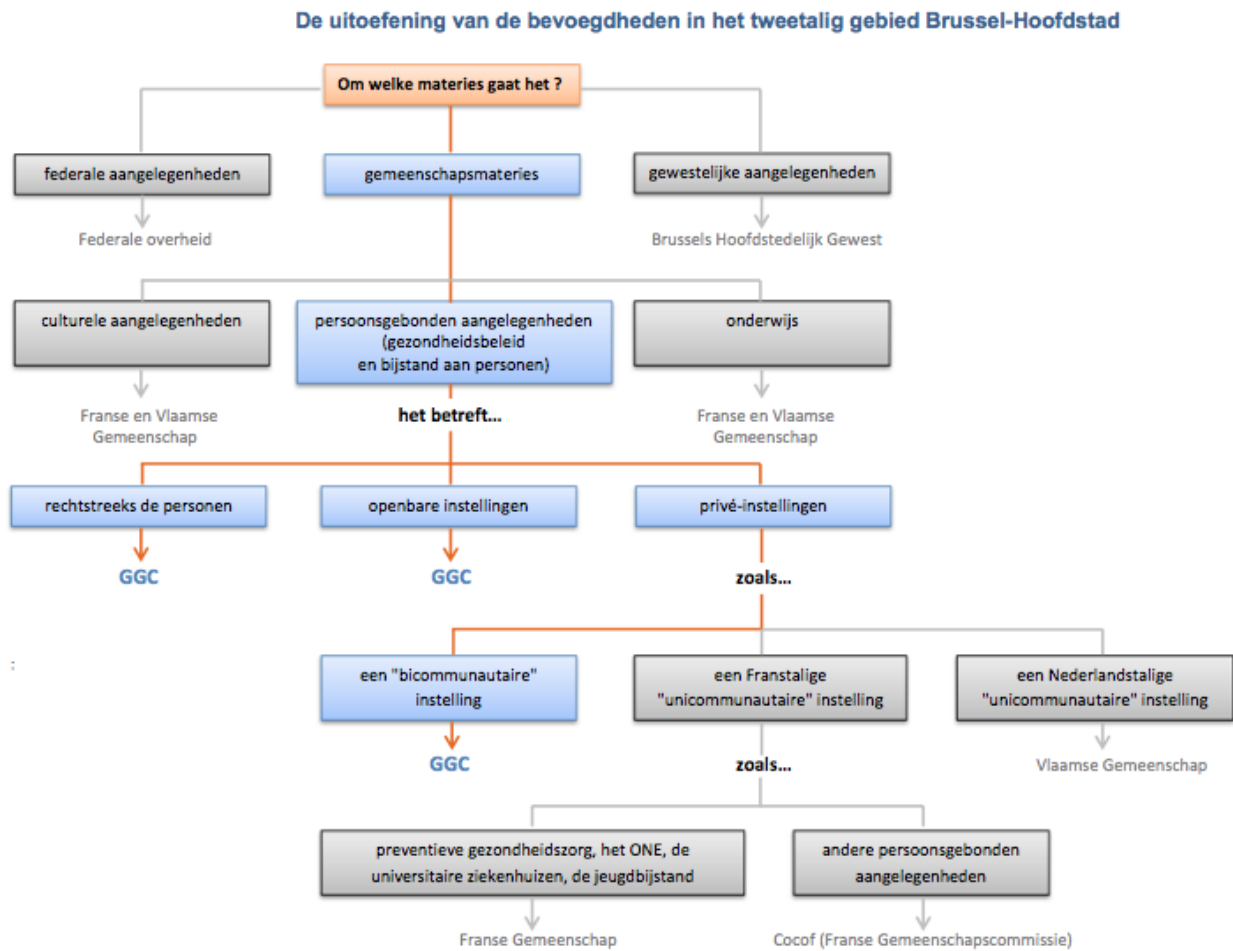 De uitoefening van de bevoegdheden in het tweetalig gebied Brussel-Hoofdstad
Om welke materies gaat het ?
federale aangelegenheden
gemeenschapsmateries
gewestelijke aangelegenheden
Federale overheid
Brussels Hoofdstedelijk Gewest
culturele aangelegenheden
persoonsgebonden aangelegenheden
(gezondheidsbeleid
en bijstand aan personen)
onderwijs
Franse en Vlaamse
Gemeenschap
het betreft...
Franse en Vlaamse
Gemeenschap
rechtstreeks de personen
openbare instellingen
privé-instellingen
GGC
GGC
zoals...
:
een "bicommunautaire"
instelling
een Franstalige
"unicommunautaire" instelling
een Nederlandstalige
"unicommunautaire" instelling
GGC
zoals...
Vlaamse Gemeenschap
preventieve gezondheidszorg, het ONE, de
universitaire ziekenhuizen, de jeugdbijstand
andere persoonsgebonden
aangelegenheden
Franse Gemeenschap
Cocof (Franse Gemeenschapscommissie)